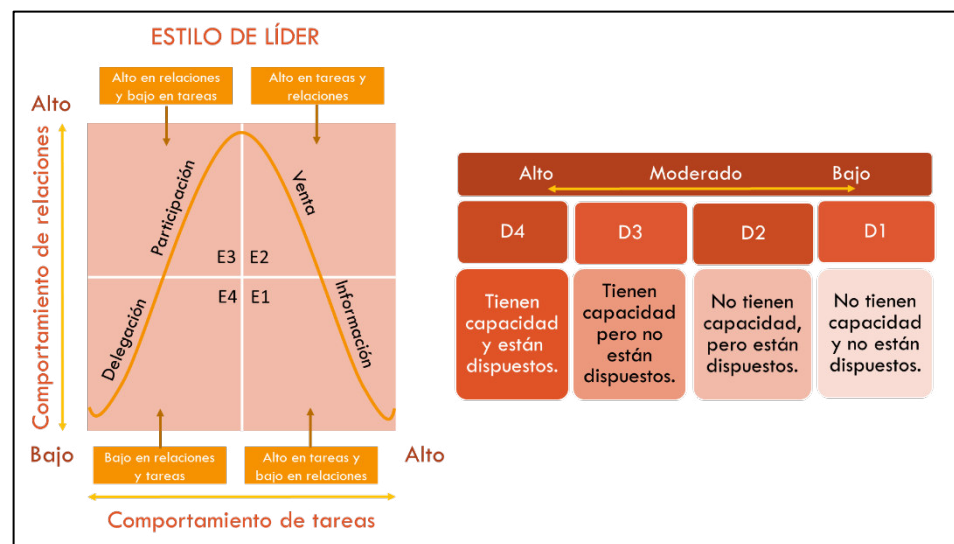 ESTILO DE LÍDER
Alto en relaciones
y bajo en tareas
Alto en tareas y
relaciones
Alto
Comportamiento de relaciones
Participación
Venta
E3
E2
E4
E1
Delegación
Información
Bajo
Bajo en relaciones
y tareas
Alto en tareas y
bajo en relaciones
Alto
Comportamiento de tareas
Alto
Moderado
Bajo
D4
D3
D2
D1
Tienen
capacidad
y están
dispuestos.
Tienen
capacidad
pero no
están
dispuestos.
No tienen
capacidad,
pero están
dispuestos.
No tienen
capacidad
y no están
dispuestos.